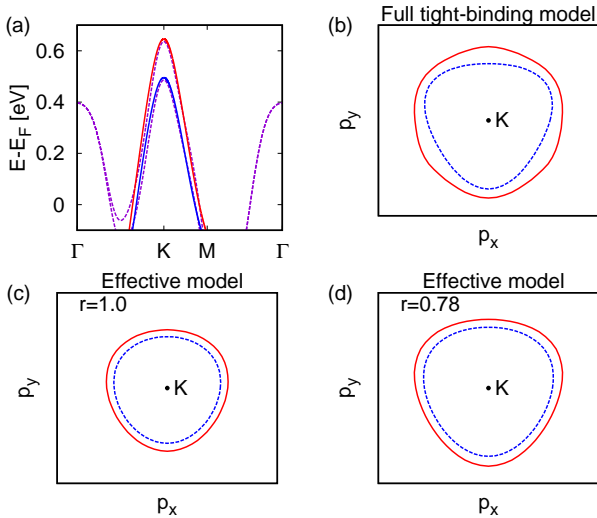 (a)
E-E_F [eV]
0.6
0.4
0.2
0
Γ K M Γ
(b)
Full tight-binding model
p_y
K
p_x
(c)
Effective model
r=1.0
p_y
K
p_x
(d)
Effective model
r=0.78
p_y
K
p_x